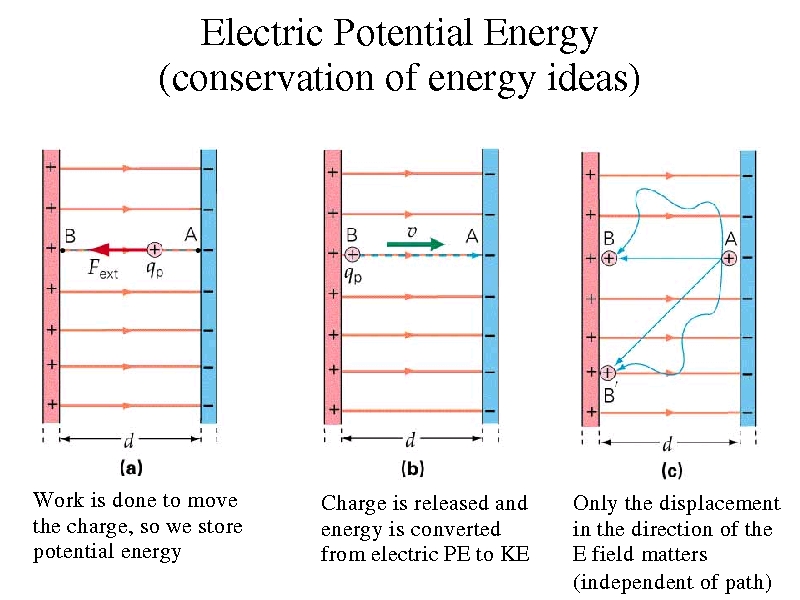 Electric Potential Energy
(conservation of energy ideas)
+ −
+ −
+ B A −
F_ext q_p +
+ −
+ −
+ −
+ −
d
(a)
+ −
+ −
B v A
+ + −
q_p
+ −
+ −
+ −
+ −
d
(b)
+ −
+ −
B A
+ + + −
+ −
+ −
+ + −
B′
+ −
d
(c)
Work is done to move
the charge, so we store
potential energy
Charge is released and
energy is converted
from electric PE to KE
Only the displacement
in the direction of the
E field matters
(independent of path)